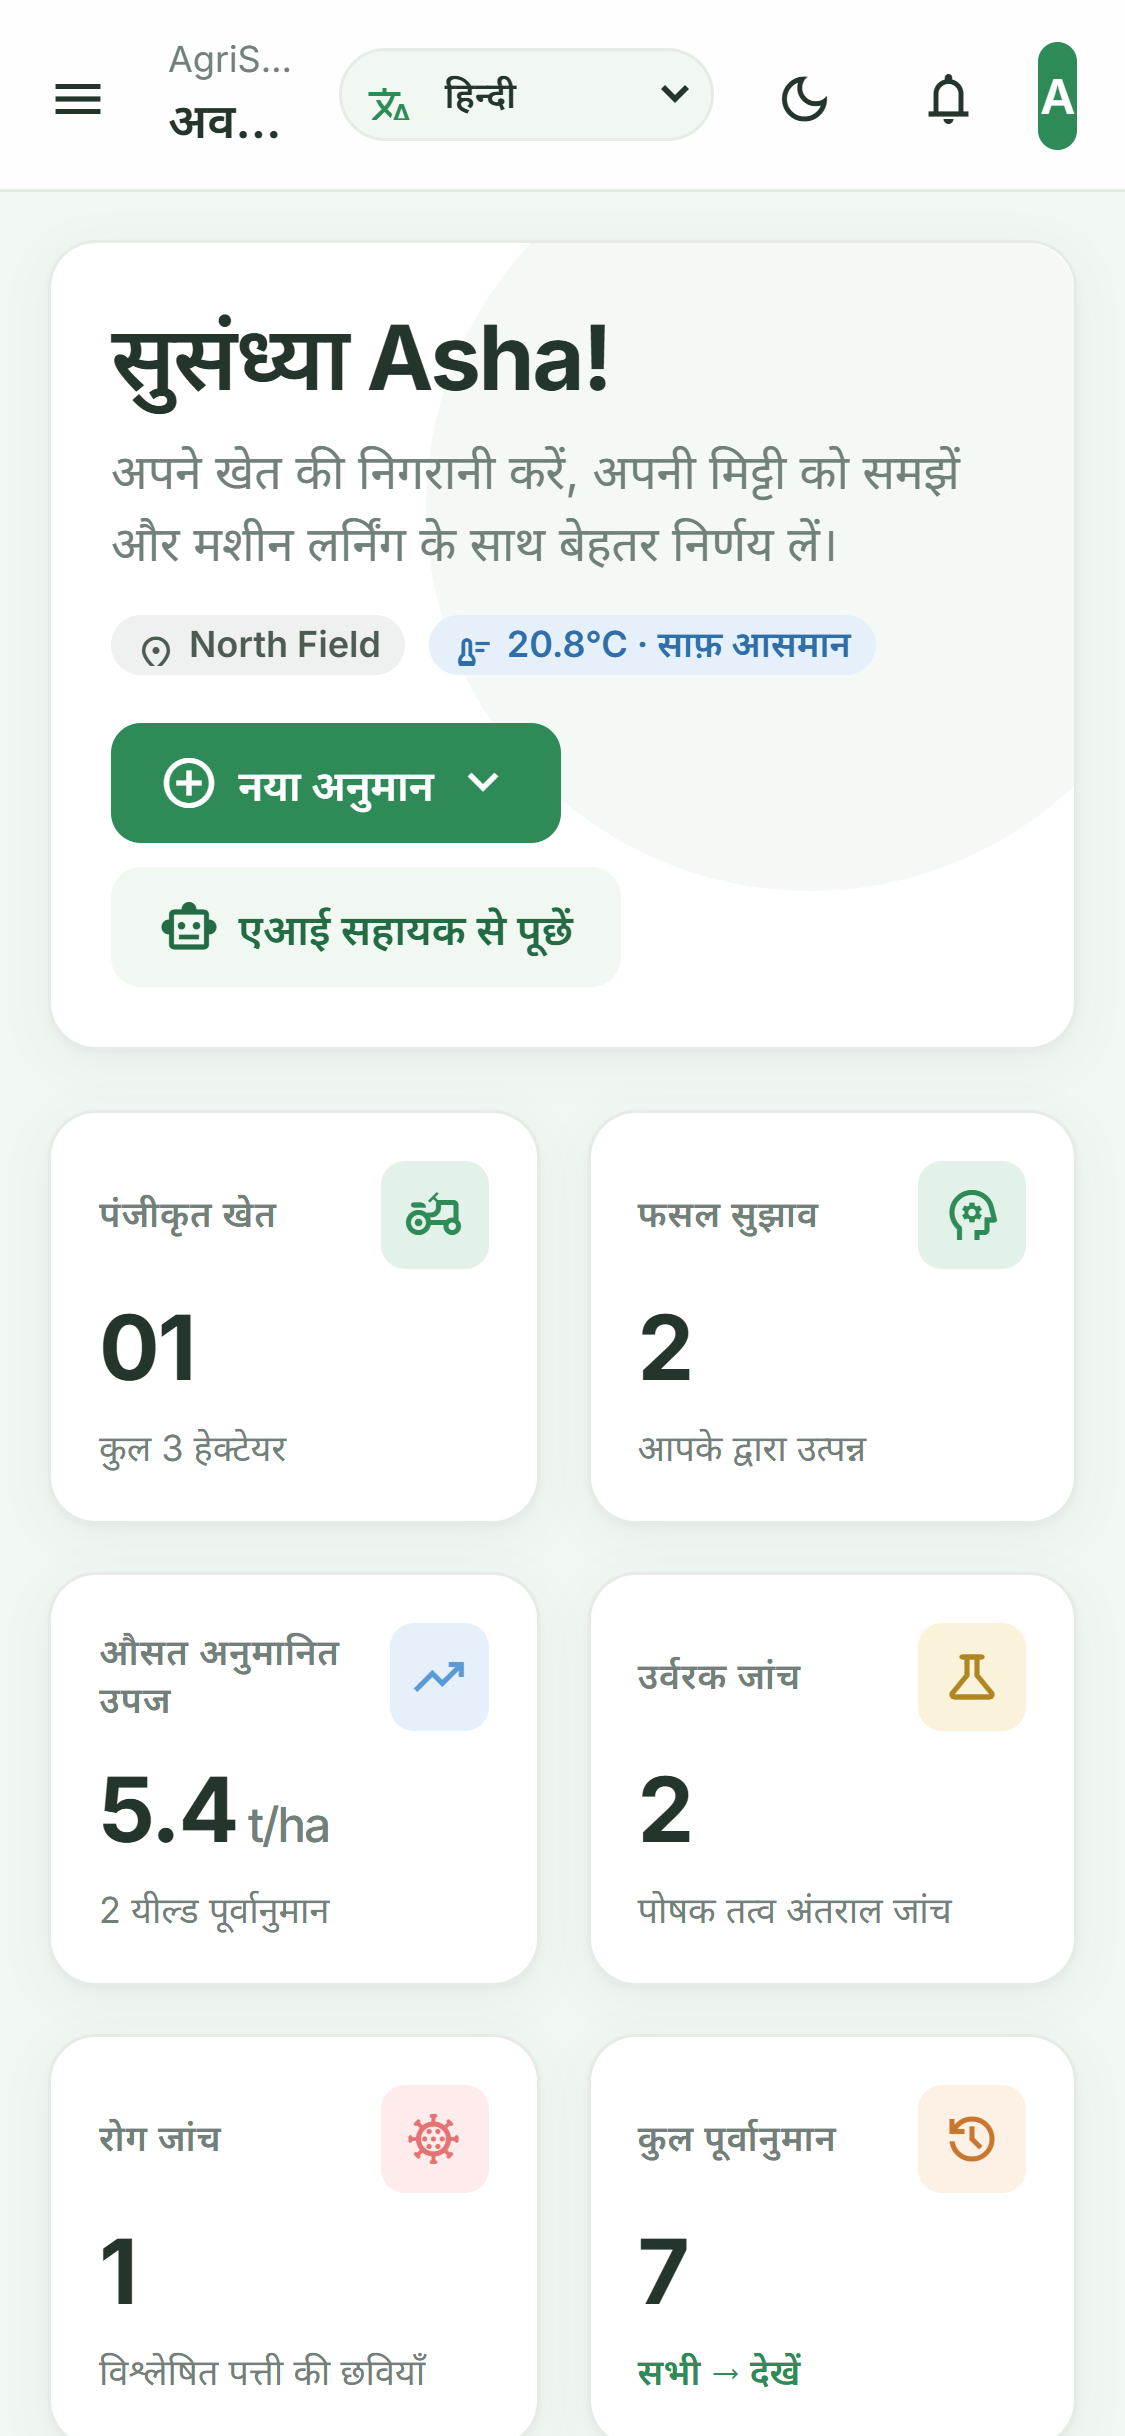 AgriS...
अव...
हिन्दी
A
सुसंध्या Asha!
अपने खेत की निगरानी करें, अपनी मिट्टी को समझें
और मशीन लर्निंग के साथ बेहतर निर्णय लें।
North Field
20.8°C · साफ़ आसमान
नया अनुमान
एआई सहायक से पूछें
पंजीकृत खेत
01
कुल 3 हेक्टेयर
फसल सुझाव
2
आपके द्वारा उत्पन्न
औसत अनुमानित
उपज
5.4 t/ha
2 यील्ड पूर्वानुमान
उर्वरक जांच
2
पोषक तत्व अंतराल जांच
रोग जांच
1
विश्लेषित पत्ती की छवियाँ
कुल पूर्वानुमान
7
सभी → देखें